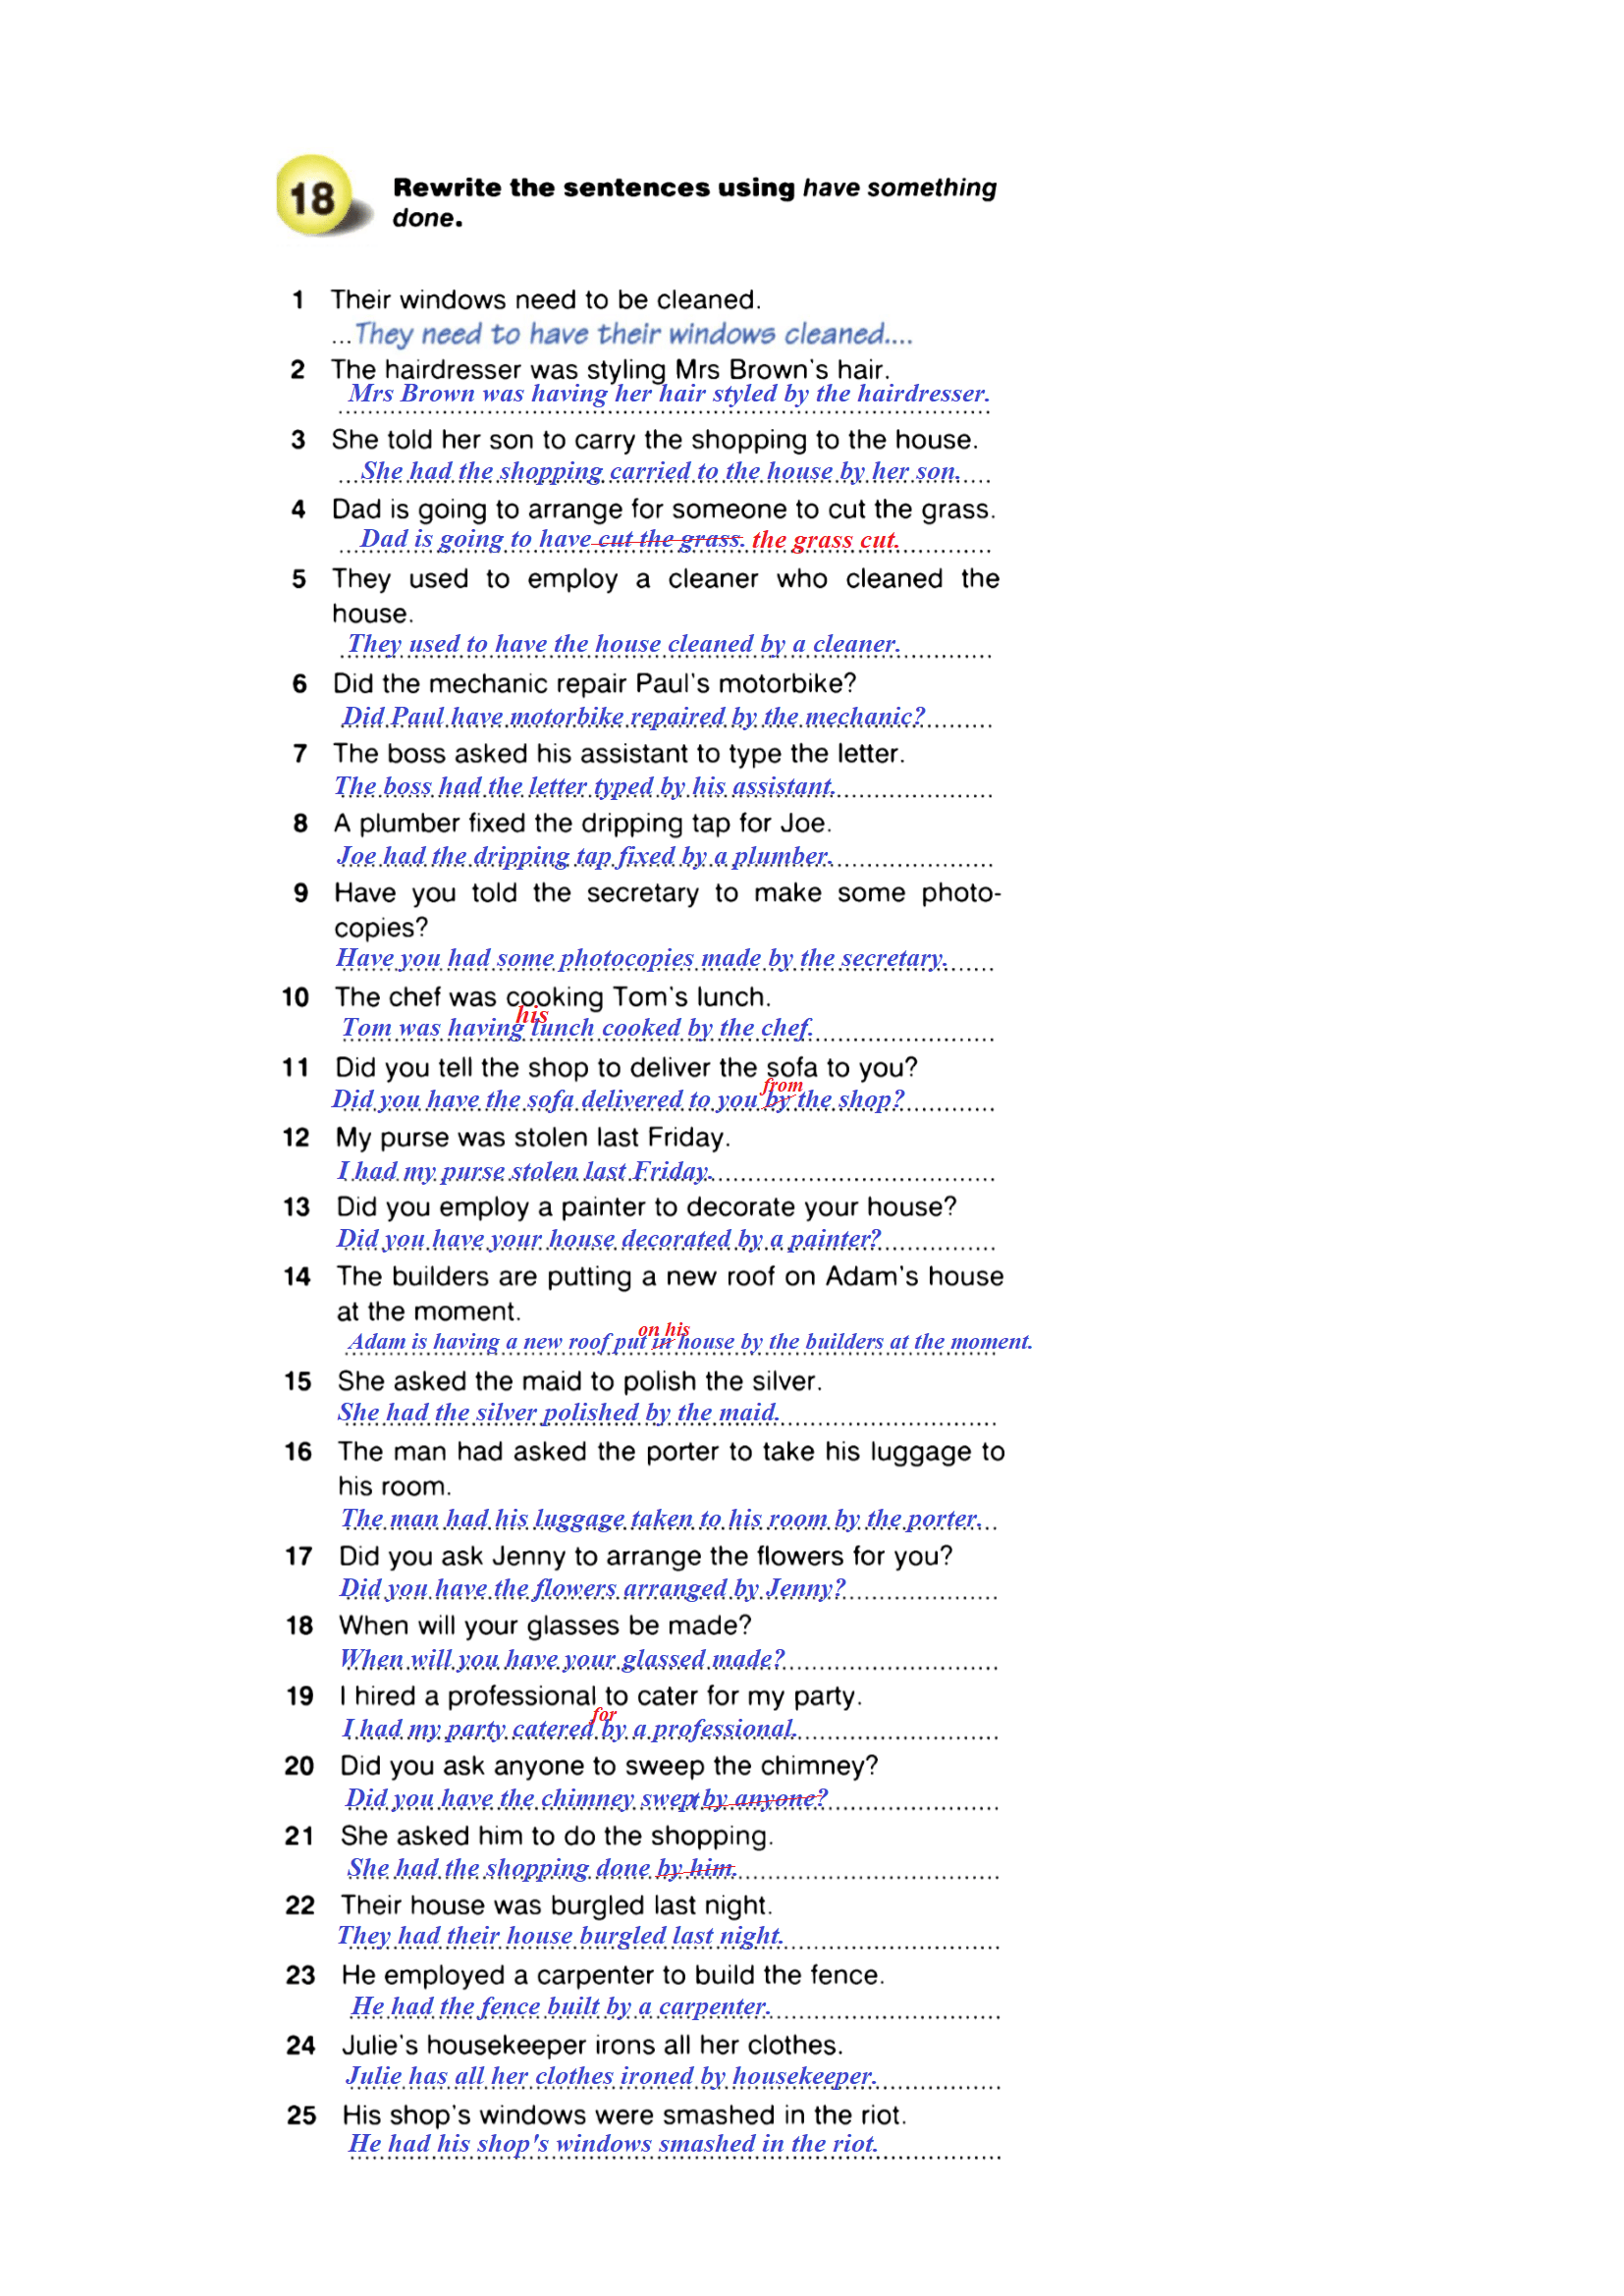 18
Rewrite the sentences using have something
done.
1 Their windows need to be cleaned.
...They need to have their windows cleaned....
2 The hairdresser was styling Mrs Brown's hair.
Mrs Brown was having her hair styled by the hairdresser.
3 She told her son to carry the shopping to the house.
She had the shopping carried to the house by her son.
4 Dad is going to arrange for someone to cut the grass.
Dad is going to have cut the grass. the grass cut.
5 They used to employ a cleaner who cleaned the
house.
They used to have the house cleaned by a cleaner.
6 Did the mechanic repair Paul's motorbike?
Did Paul have motorbike repaired by the mechanic?
7 The boss asked his assistant to type the letter.
The boss had the letter typed by his assistant.
8 A plumber fixed the dripping tap for Joe.
Joe had the dripping tap fixed by a plumber.
9 Have you told the secretary to make some photo-
copies?
Have you had some photocopies made by the secretary.
10 The chef was cooking Tom's lunch.
his
Tom was having lunch cooked by the chef.
11 Did you tell the shop to deliver the sofa to you?
from
Did you have the sofa delivered to you by the shop?
12 My purse was stolen last Friday.
I had my purse stolen last Friday.
13 Did you employ a painter to decorate your house?
Did you have your house decorated by a painter?
14 The builders are putting a new roof on Adam's house
at the moment.
on his
Adam is having a new roof put in house by the builders at the moment.
15 She asked the maid to polish the silver.
She had the silver polished by the maid.
16 The man had asked the porter to take his luggage to
his room.
The man had his luggage taken to his room by the porter.
17 Did you ask Jenny to arrange the flowers for you?
Did you have the flowers arranged by Jenny?
18 When will your glasses be made?
When will you have your glassed made?
19 I hired a professional to cater for my party.
for
I had my party catered by a professional.
20 Did you ask anyone to sweep the chimney?
Did you have the chimney swept by anyone?
21 She asked him to do the shopping.
She had the shopping done by him.
22 Their house was burgled last night.
They had their house burgled last night.
23 He employed a carpenter to build the fence.
He had the fence built by a carpenter.
24 Julie's housekeeper irons all her clothes.
Julie has all her clothes ironed by housekeeper.
25 His shop's windows were smashed in the riot.
He had his shop's windows smashed in the riot.